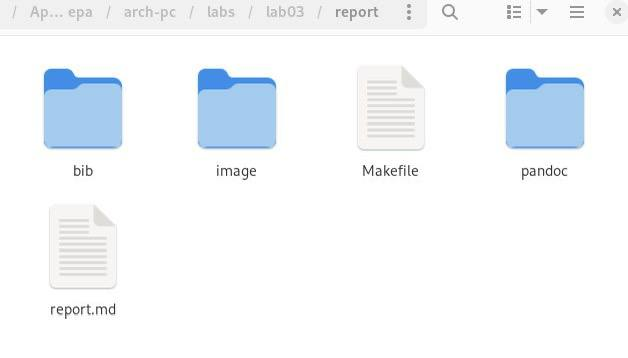 / Ap... epa / arch-pc / labs / lab03 / report
bib image Makefile pandoc
report.md